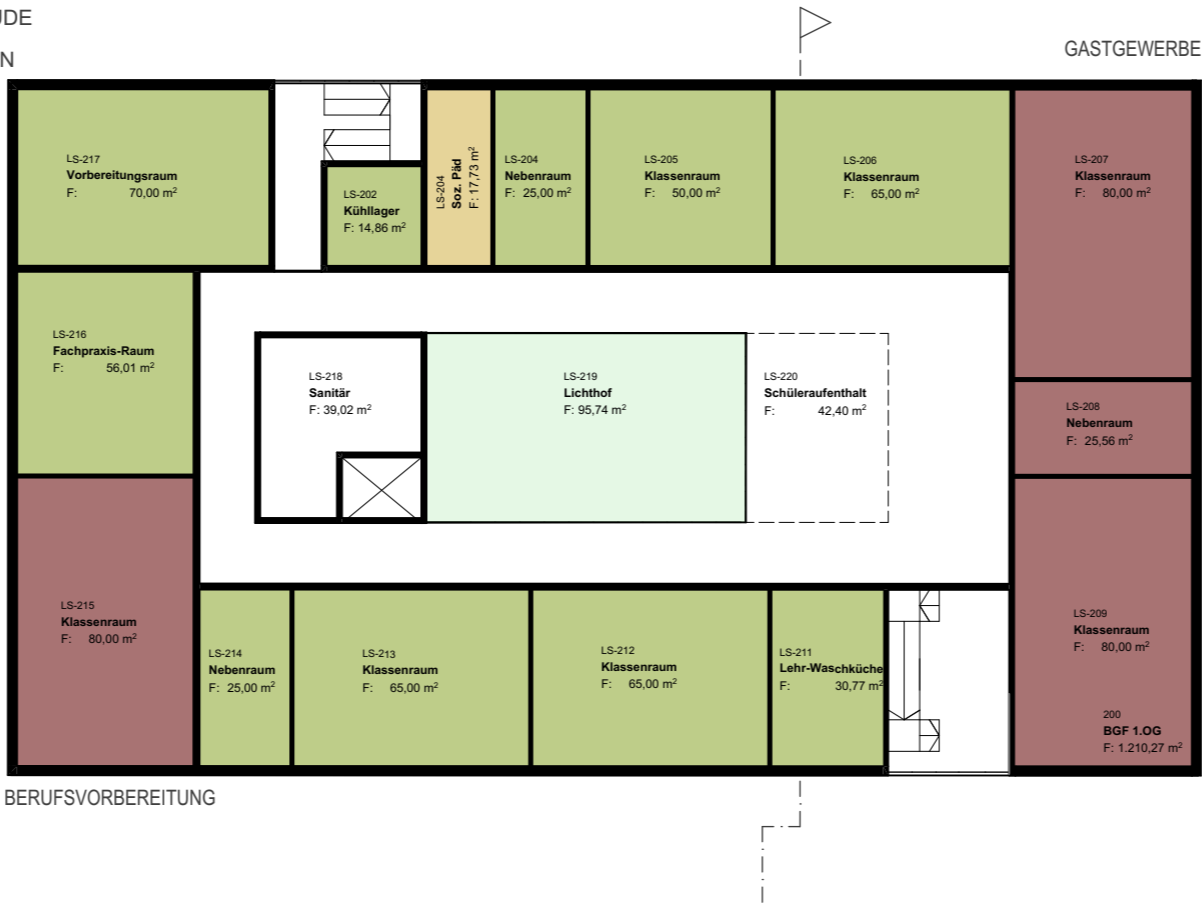 UDE
N
GASTGEWERBE
LS-217
Vorbereitungsraum
F: 70,00 m²
LS-202
Kühllager
F: 14,86 m²
LS-204
Soz. Päd
F: 17,73 m²
LS-204
Nebenraum
F: 25,00 m²
LS-205
Klassenraum
F: 50,00 m²
LS-206
Klassenraum
F: 65,00 m²
LS-207
Klassenraum
F: 80,00 m²
LS-216
Fachpraxis-Raum
F: 56,01 m²
LS-218
Sanitär
F: 39,02 m²
LS-219
Lichthof
F: 95,74 m²
LS-220
Schüleraufenthalt
F: 42,40 m²
LS-208
Nebenraum
F: 25,56 m²
LS-215
Klassenraum
F: 80,00 m²
LS-214
Nebenraum
F: 25,00 m²
LS-213
Klassenraum
F: 65,00 m²
LS-212
Klassenraum
F: 65,00 m²
LS-211
Lehr-Waschküche
F: 30,77 m²
LS-209
Klassenraum
F: 80,00 m²
200
BGF 1.OG
F: 1.210,27 m²
BERUFSVORBEREITUNG